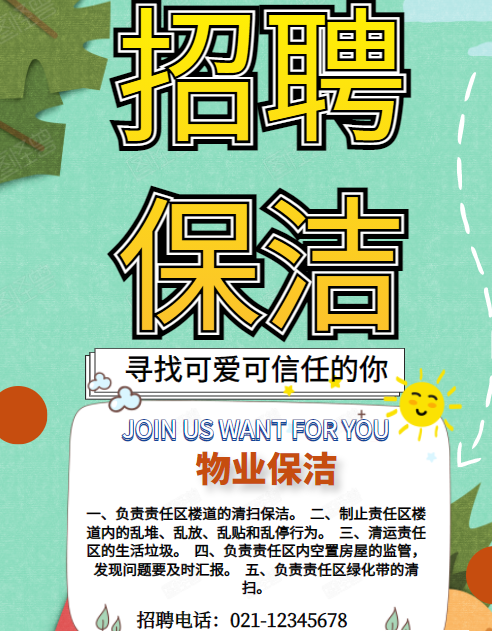 招聘
保洁
寻找可爱可信任的你
JOIN US WANT FOR YOU
物业保洁
一、负责责任区楼道的清扫保洁。 二、制止责任区楼
道内的乱堆、乱放、乱贴和乱停行为。 三、清运责任
区的生活垃圾。 四、负责责任区内空置房屋的监管，
发现问题要及时汇报。 五、负责责任区绿化带的清
扫。
招聘电话：021-12345678